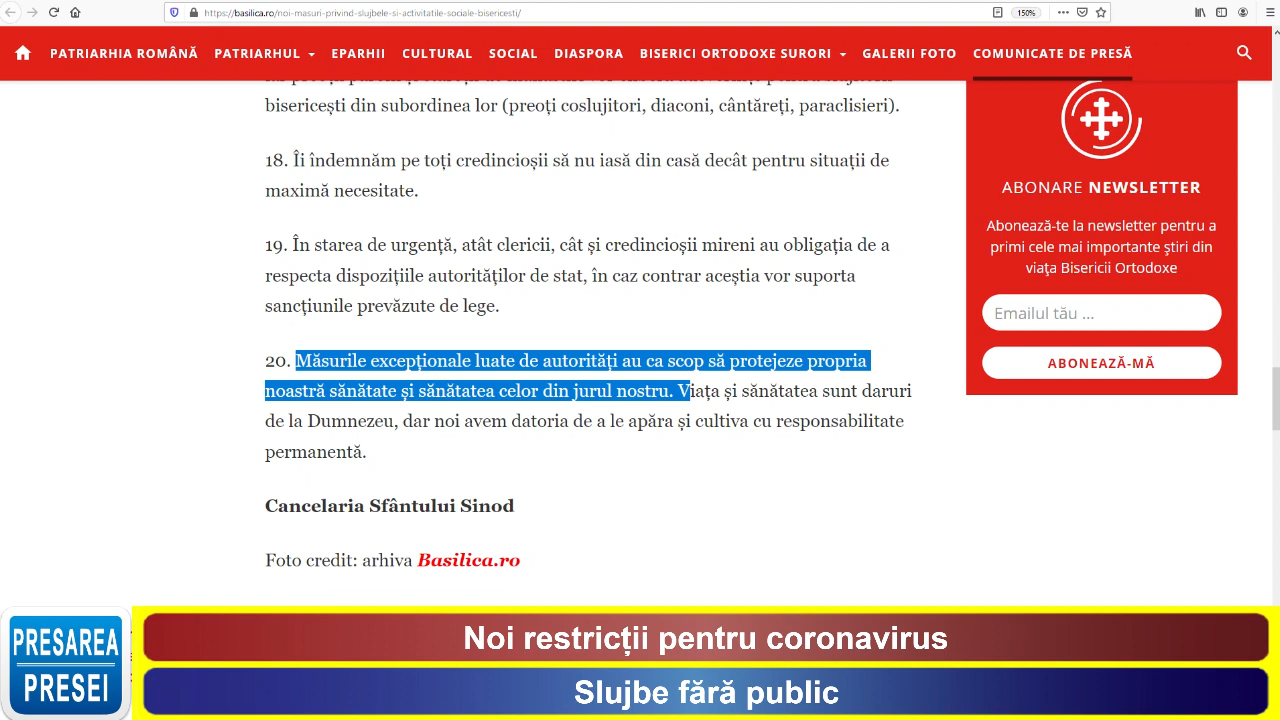 https://basilica.ro/noi-masuri-privind-slujbele-si-activitatile-sociale-bisericesti/
150%
PATRIARHIA ROMÂNĂ PATRIARHUL EPARHII CULTURAL SOCIAL DIASPORA BISERICI ORTODOXE SURORI GALERII FOTO COMUNICATE DE PRESĂ
bisericești din subordinea lor (preoți coslujitori, diaconi, cântăreți, paraclisieri).
18. Îi îndemnăm pe toți credincioșii să nu iasă din casă decât pentru situații de
maximă necesitate.
19. În starea de urgență, atât clericii, cât și credincioșii mireni au obligația de a
respecta dispozițiile autorităților de stat, în caz contrar aceștia vor suporta
sancțiunile prevăzute de lege.
20. Măsurile excepționale luate de autorități au ca scop să protejeze propria
noastră sănătate și sănătatea celor din jurul nostru. Viața și sănătatea sunt daruri
de la Dumnezeu, dar noi avem datoria de a le apăra și cultiva cu responsabilitate
permanentă.
Cancelaria Sfântului Sinod
Foto credit: arhiva Basilica.ro
ABONARE NEWSLETTER
Abonează-te la newsletter pentru a
primi cele mai importante ştiri din
viaţa Bisericii Ortodoxe
Emailul tău ...
ABONEAZĂ-MĂ
PRESAREA
PRESEI
Noi restricții pentru coronavirus
Slujbe fără public